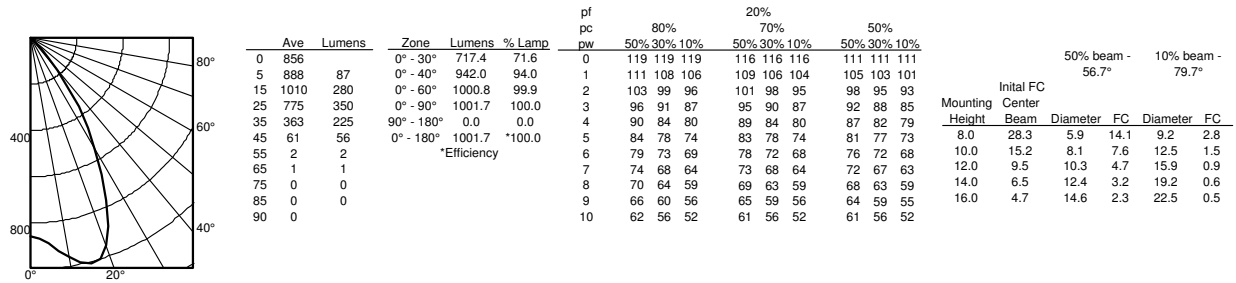 80°
60°
40°
20°
0°
400
800
Ave Lumens
0 856
5 888 87
15 1010 280
25 775 350
35 363 225
45 61 56
55 2 2
65 1 1
75 0 0
85 0 0
90 0
Zone Lumens % Lamp
0° - 30° 717.4 71.6
0° - 40° 942.0 94.0
0° - 60° 1000.8 99.9
0° - 90° 1001.7 100.0
90° - 180° 0.0 0.0
0° - 180° 1001.7 *100.0
*Efficiency
pf 20%
pc 80% 70% 50%
pw 50% 30% 10% 50% 30% 10% 50% 30% 10%
0 119 119 119 116 116 116 111 111 111
1 111 108 106 109 106 104 105 103 101
2 103 99 96 101 98 95 98 95 93
3 96 91 87 95 90 87 92 88 85
4 90 84 80 89 84 80 87 82 79
5 84 78 74 83 78 74 81 77 73
6 79 73 69 78 72 68 76 72 68
7 74 68 64 73 68 64 72 67 63
8 70 64 59 69 63 59 68 63 59
9 66 60 56 65 59 56 64 59 55
10 62 56 52 61 56 52 61 56 52
50% beam - 10% beam -
56.7° 79.7°
Inital FC
Mounting Center
Height Beam Diameter FC Diameter FC
8.0 28.3 5.9 14.1 9.2 2.8
10.0 15.2 8.1 7.6 12.5 1.5
12.0 9.5 10.3 4.7 15.9 0.9
14.0 6.5 12.4 3.2 19.2 0.6
16.0 4.7 14.6 2.3 22.5 0.5